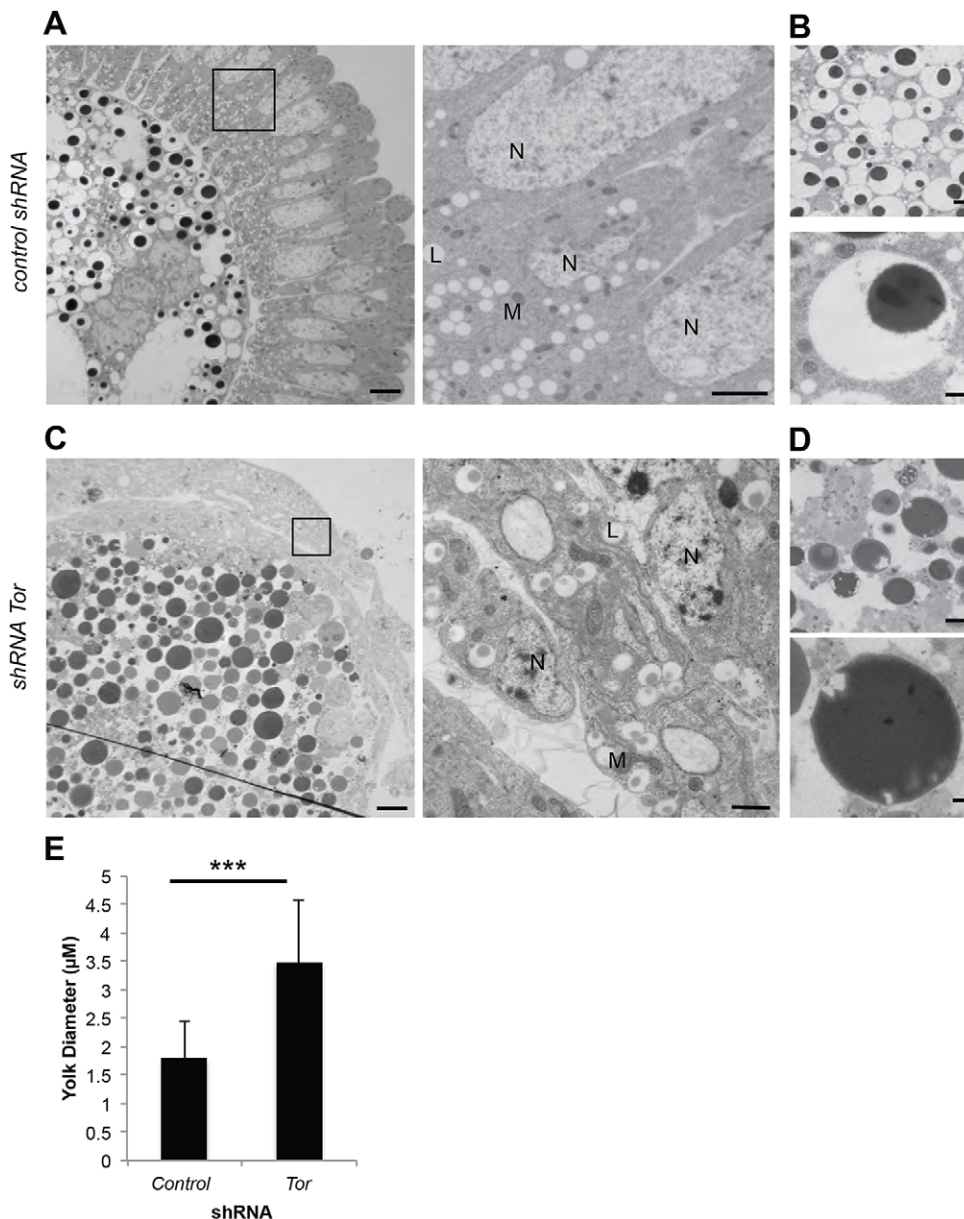 A
B
control shRNA
N
N
L
M
N
C
D
shRNA Tor
L
N
N
M
E
***
5
4.5
4
3.5
3
2.5
2
1.5
1
0.5
0
Yolk Diameter (µM)
Control
Tor
shRNA